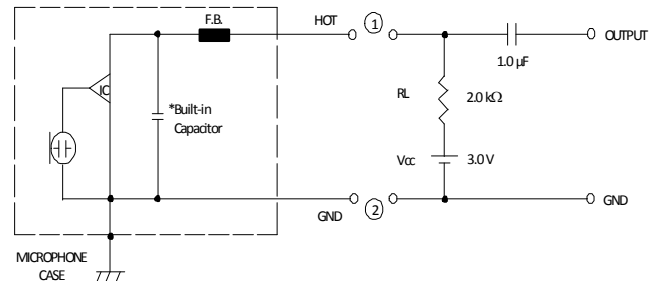 F.B.
HOT
1
OUTPUT
1.0 µF
IC
*Built-in
Capacitor
RL
2.0 kΩ
Vcc
3.0 V
GND
2
GND
MICROPHONE
CASE